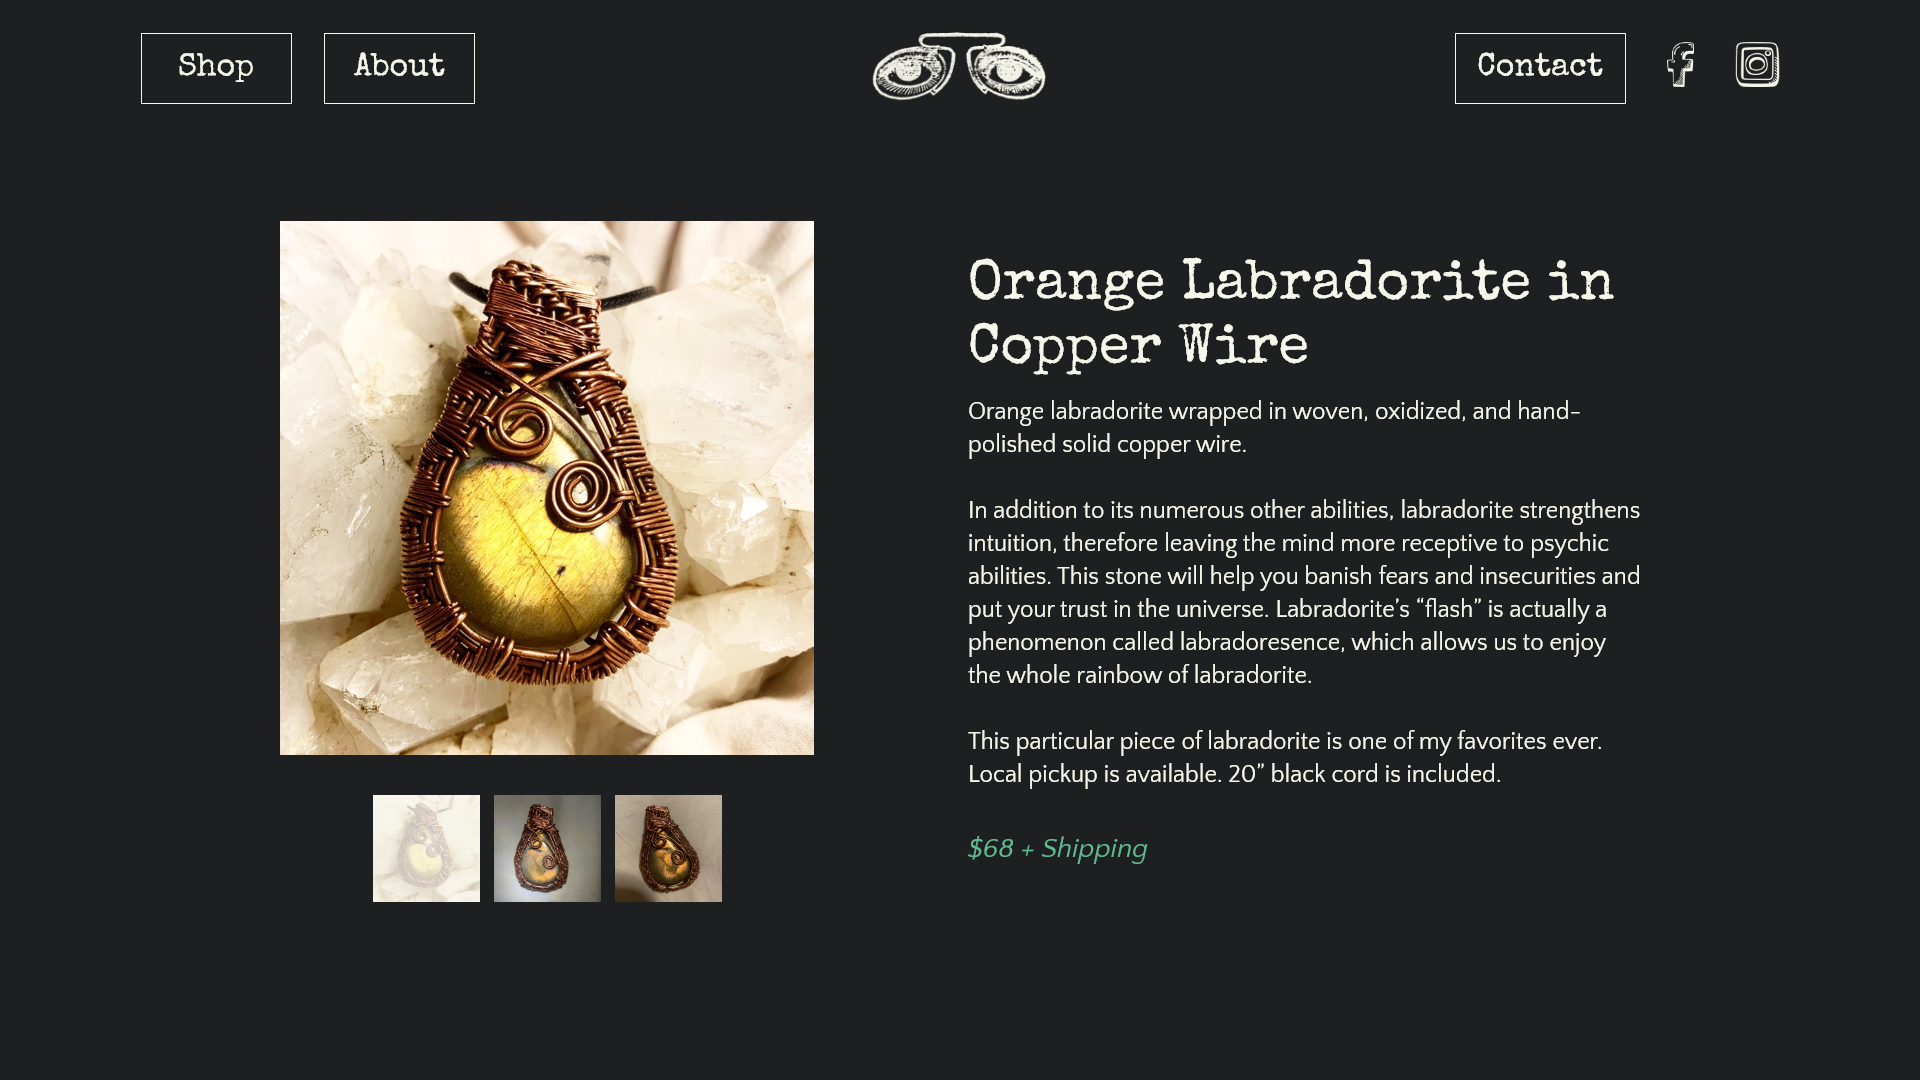 Shop
About
Contact
Orange Labradorite in
Copper Wire
Orange labradorite wrapped in woven, oxidized, and hand-
polished solid copper wire.
In addition to its numerous other abilities, labradorite strengthens
intuition, therefore leaving the mind more receptive to psychic
abilities. This stone will help you banish fears and insecurities and
put your trust in the universe. Labradorite’s “flash” is actually a
phenomenon called labradoresence, which allows us to enjoy
the whole rainbow of labradorite.
This particular piece of labradorite is one of my favorites ever.
Local pickup is available. 20” black cord is included.
$68 + Shipping